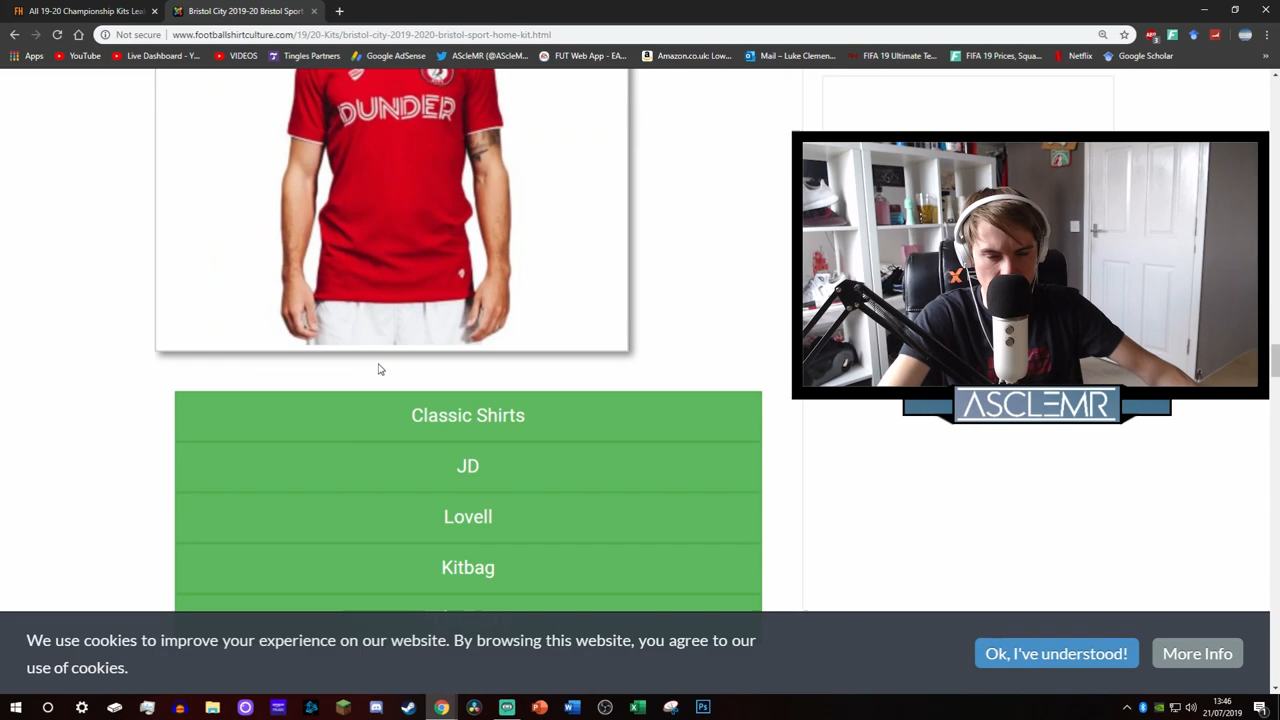 All 19-20 Championship Kits Leak
Bristol City 2019-20 Bristol Sport
Not secure
www.footballshirtculture.com/19/20-Kits/bristol-city-2019-2020-bristol-sport-home-kit.html
Apps
YouTube
Live Dashboard - Y...
VIDEOS
Tingles Partners
Google AdSense
AScleMR (@AScleM...
FUT Web App - EA...
Amazon.co.uk: Low...
Mail – Luke Clemen...
FIFA 19 Ultimate Te...
FIFA 19 Prices, Squa...
Netflix
Google Scholar
DUNDER
Classic Shirts
JD
Lovell
Kitbag
ASCLEMR
We use cookies to improve your experience on our website. By browsing this website, you agree to our
use of cookies.
Ok, I've understood!
More Info
13:46
21/07/2019